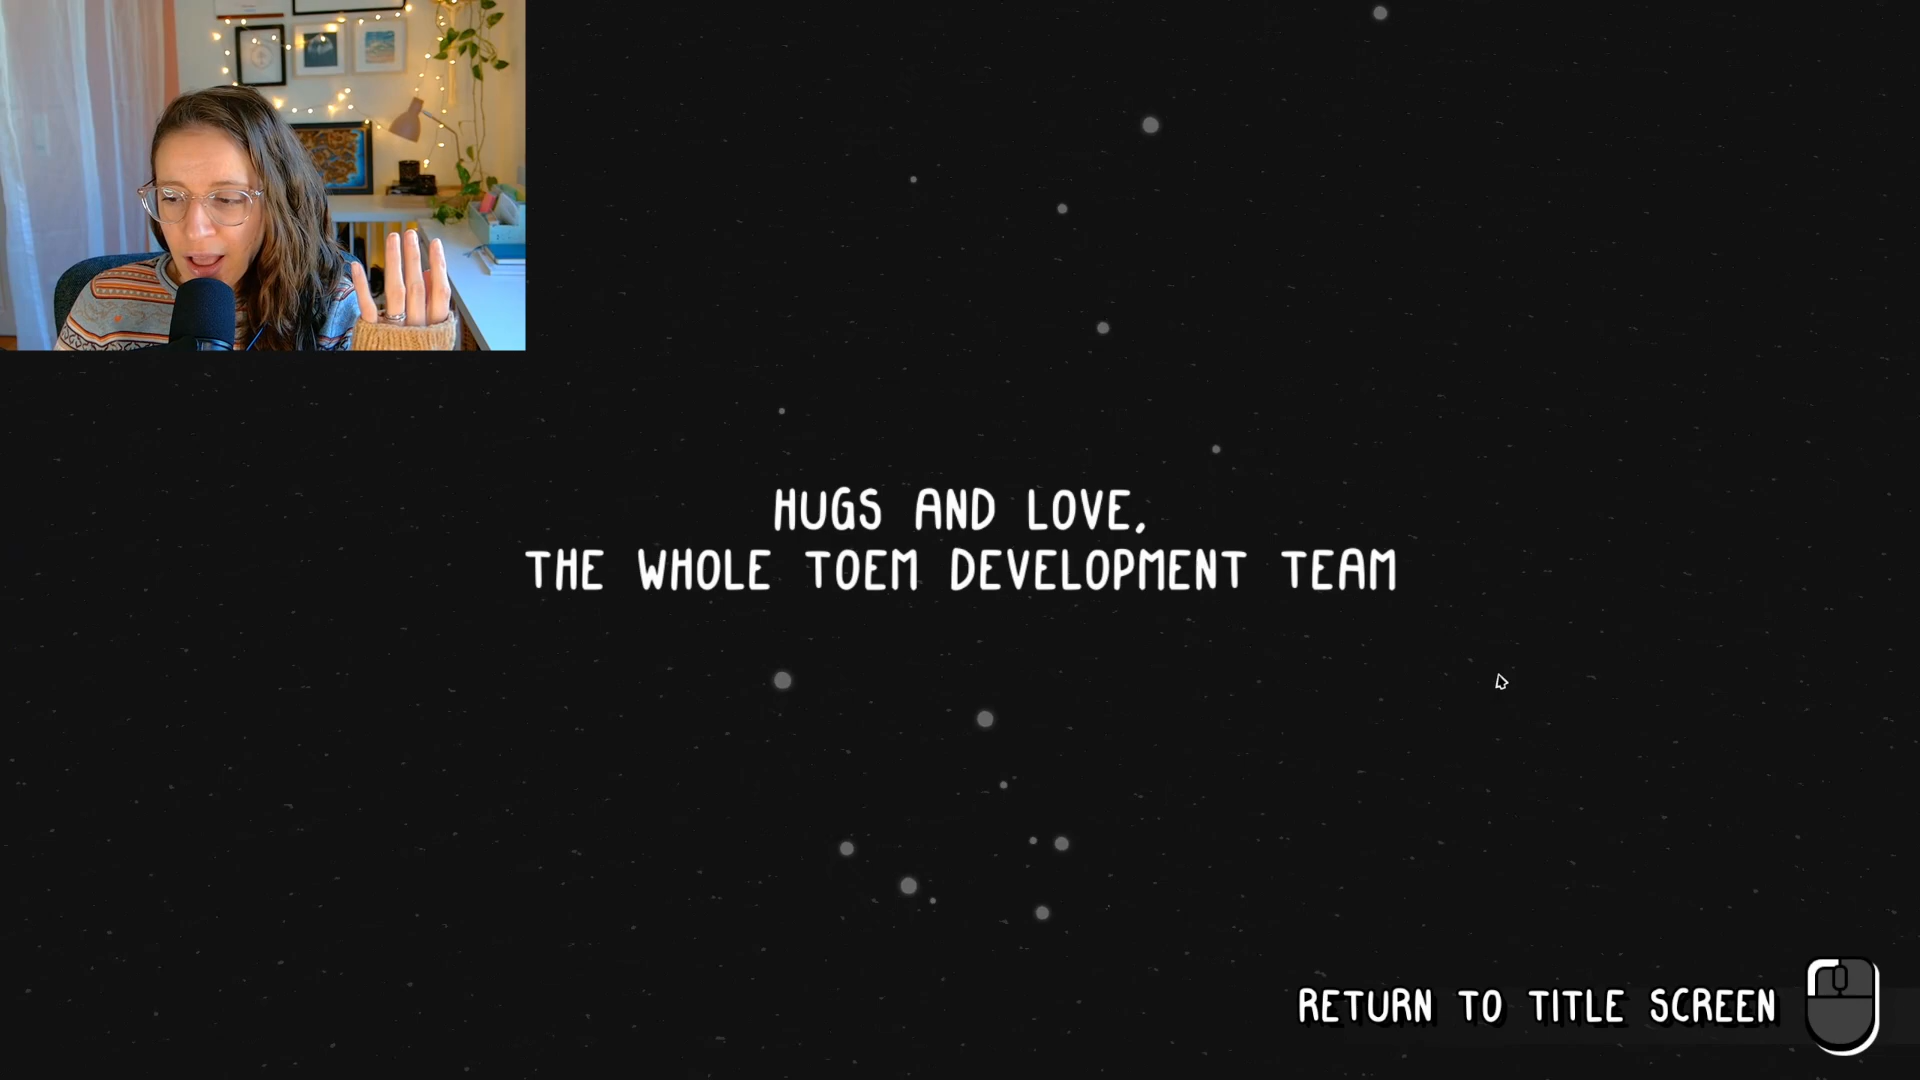 HUGS AND LOVE,
THE WHOLE TOEM DEVELOPMENT TEAM
RETURN TO TITLE SCREEN